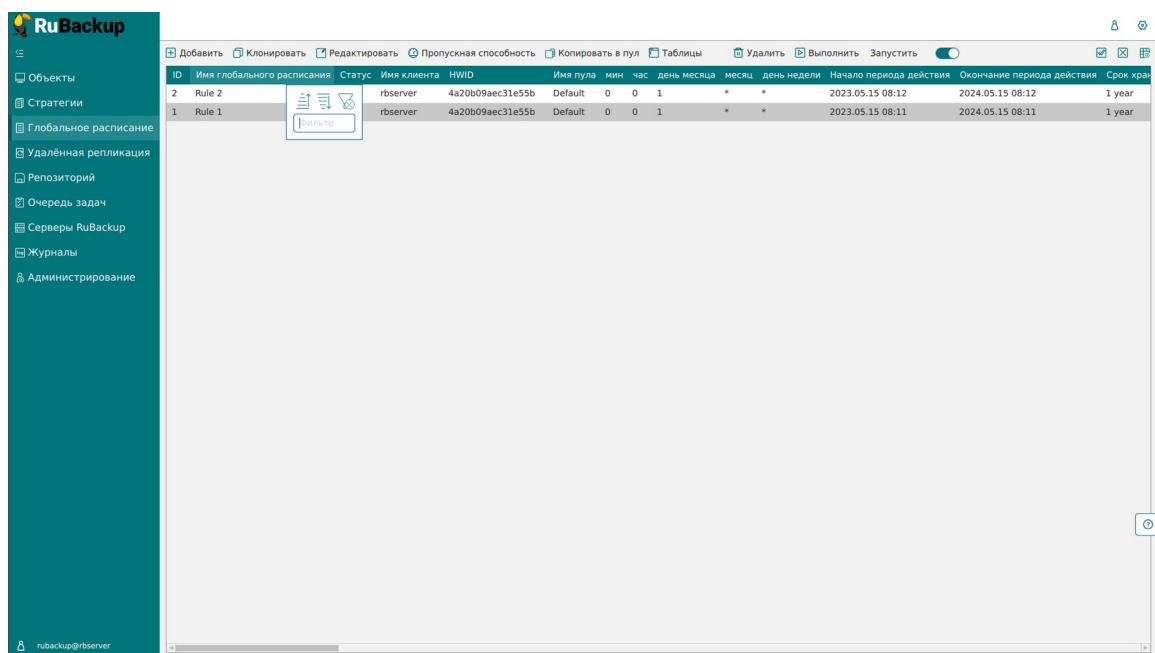 RuBackup
Добавить Клонировать Редактировать Пропускная способность Копировать в пул Таблицы Удалить Выполнить Запустить
Объекты
Стратегии
Глобальное расписание
Удалённая репликация
Репозиторий
Очередь задач
Серверы RuBackup
Журналы
Администрирование
ID Имя глобального расписания Статус Имя клиента HWID Имя пула мин час день месяца месяц день недели Начало периода действия Окончание периода действия Срок хран
2 Rule 2 rbserver 4a20b09aec31e55b Default 0 0 1 * * 2023.05.15 08:12 2024.05.15 08:12 1 year
1 Rule 1 rbserver 4a20b09aec31e55b Default 0 0 1 * * 2023.05.15 08:11 2024.05.15 08:11 1 year
Фильтр
rubackup@rbserver